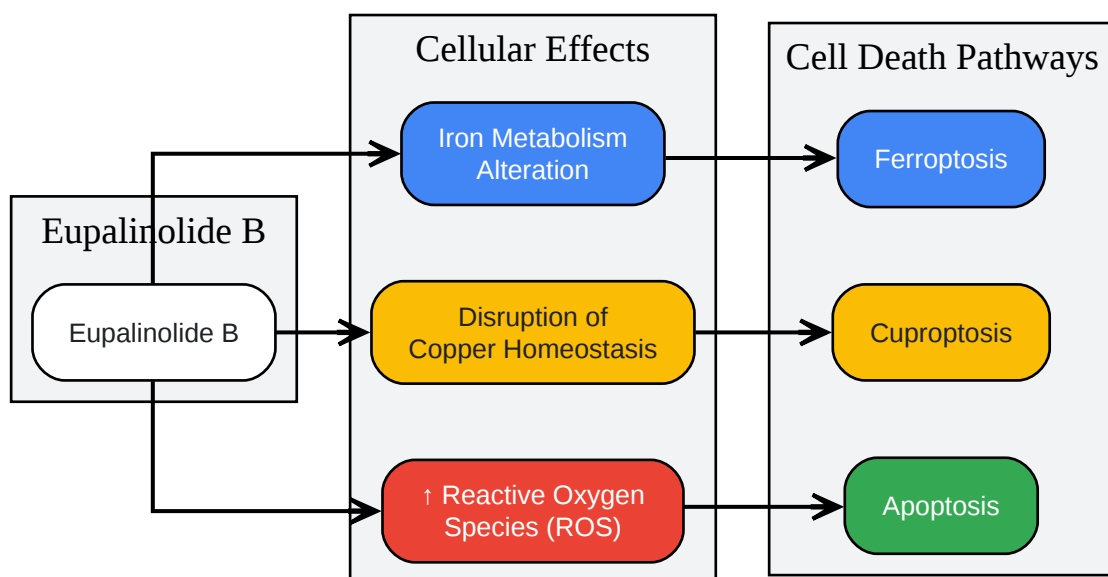 Eupalinolide B
Eupalinolide B
Cellular Effects
Iron Metabolism
Alteration
Disruption of
Copper Homeostasis
↑ Reactive Oxygen
Species (ROS)
Cell Death Pathways
Ferroptosis
Cuproptosis
Apoptosis